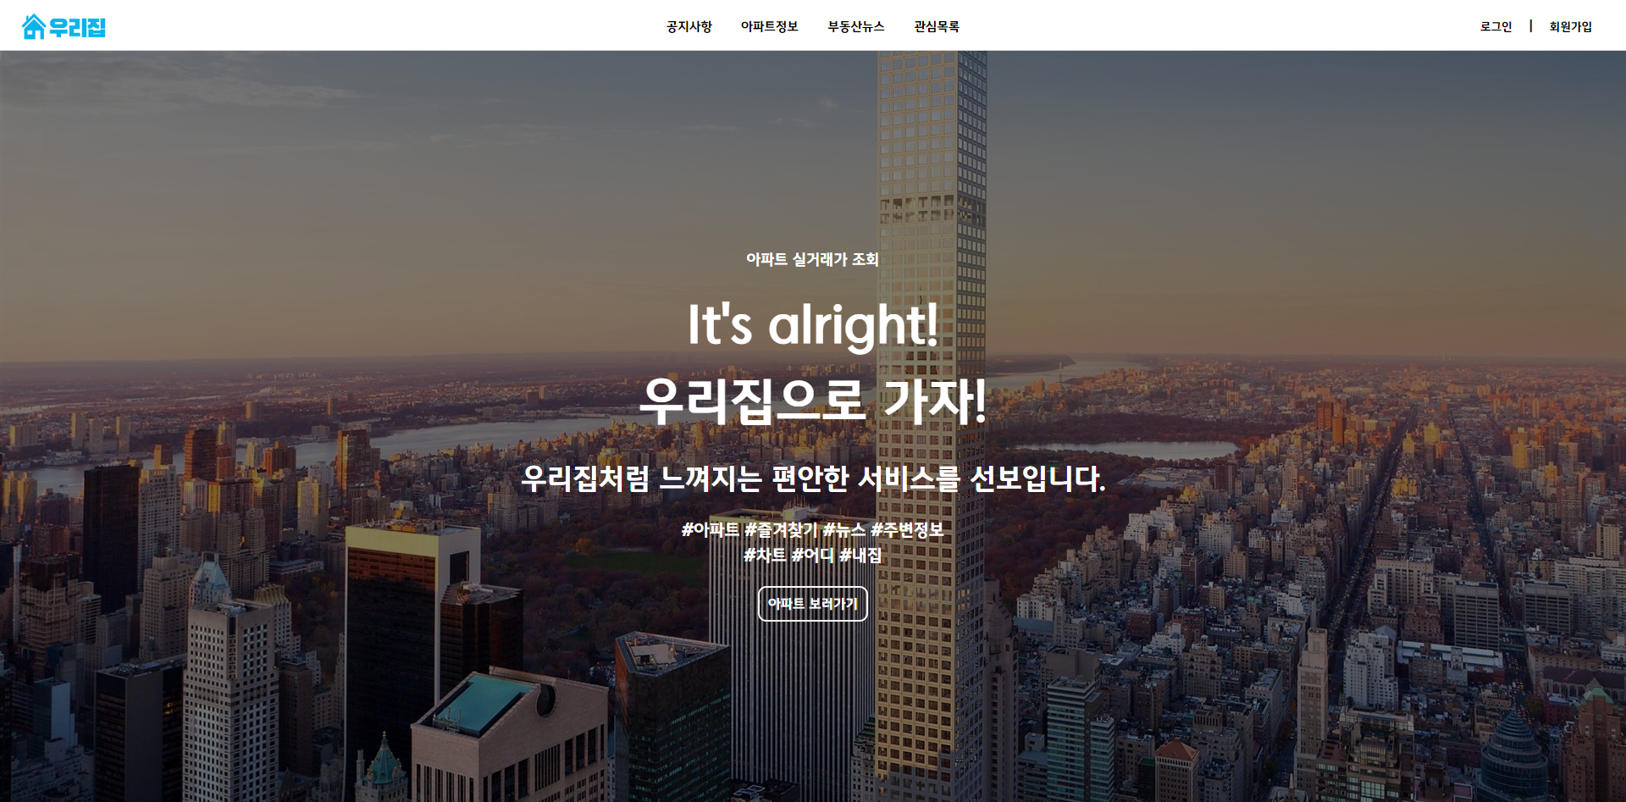 우리집
공지사항 아파트정보 부동산뉴스 관심목록
로그인 | 회원가입
아파트 실거래가 조회
It's alright!
우리집으로 가자!
우리집처럼 느껴지는 편안한 서비스를 선보입니다.
#아파트 #즐겨찾기 #뉴스 #주변정보
#차트 #어디 #내집
아파트 보러가기